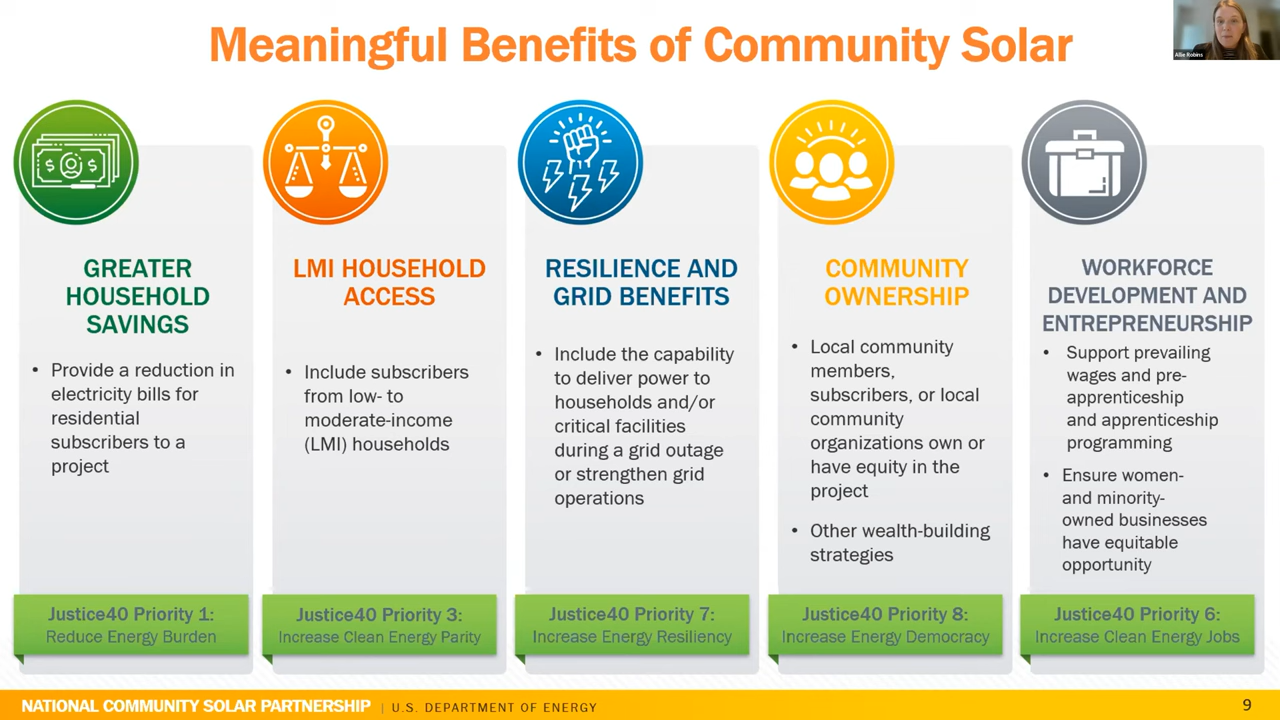 Meaningful Benefits of Community Solar
Allie Robins
GREATER
HOUSEHOLD
SAVINGS
• Provide a reduction in
electricity bills for
residential
subscribers to a
project
Justice40 Priority 1:
Reduce Energy Burden
LMI HOUSEHOLD
ACCESS
• Include subscribers
from low- to
moderate-income
(LMI) households
Justice40 Priority 3:
Increase Clean Energy Parity
RESILIENCE AND
GRID BENEFITS
• Include the capability
to deliver power to
households and/or
critical facilities
during a grid outage
or strengthen grid
operations
Justice40 Priority 7:
Increase Energy Resiliency
COMMUNITY
OWNERSHIP
• Local community
members,
subscribers, or local
community
organizations own or
have equity in the
project
• Other wealth-building
strategies
Justice40 Priority 8:
Increase Energy Democracy
WORKFORCE
DEVELOPMENT AND
ENTREPRENEURSHIP
• Support prevailing
wages and pre-
apprenticeship
and apprenticeship
programming
• Ensure women-
and minority-
owned businesses
have equitable
opportunity
Justice40 Priority 6:
Increase Clean Energy Jobs
NATIONAL COMMUNITY SOLAR PARTNERSHIP | U.S. DEPARTMENT OF ENERGY
9